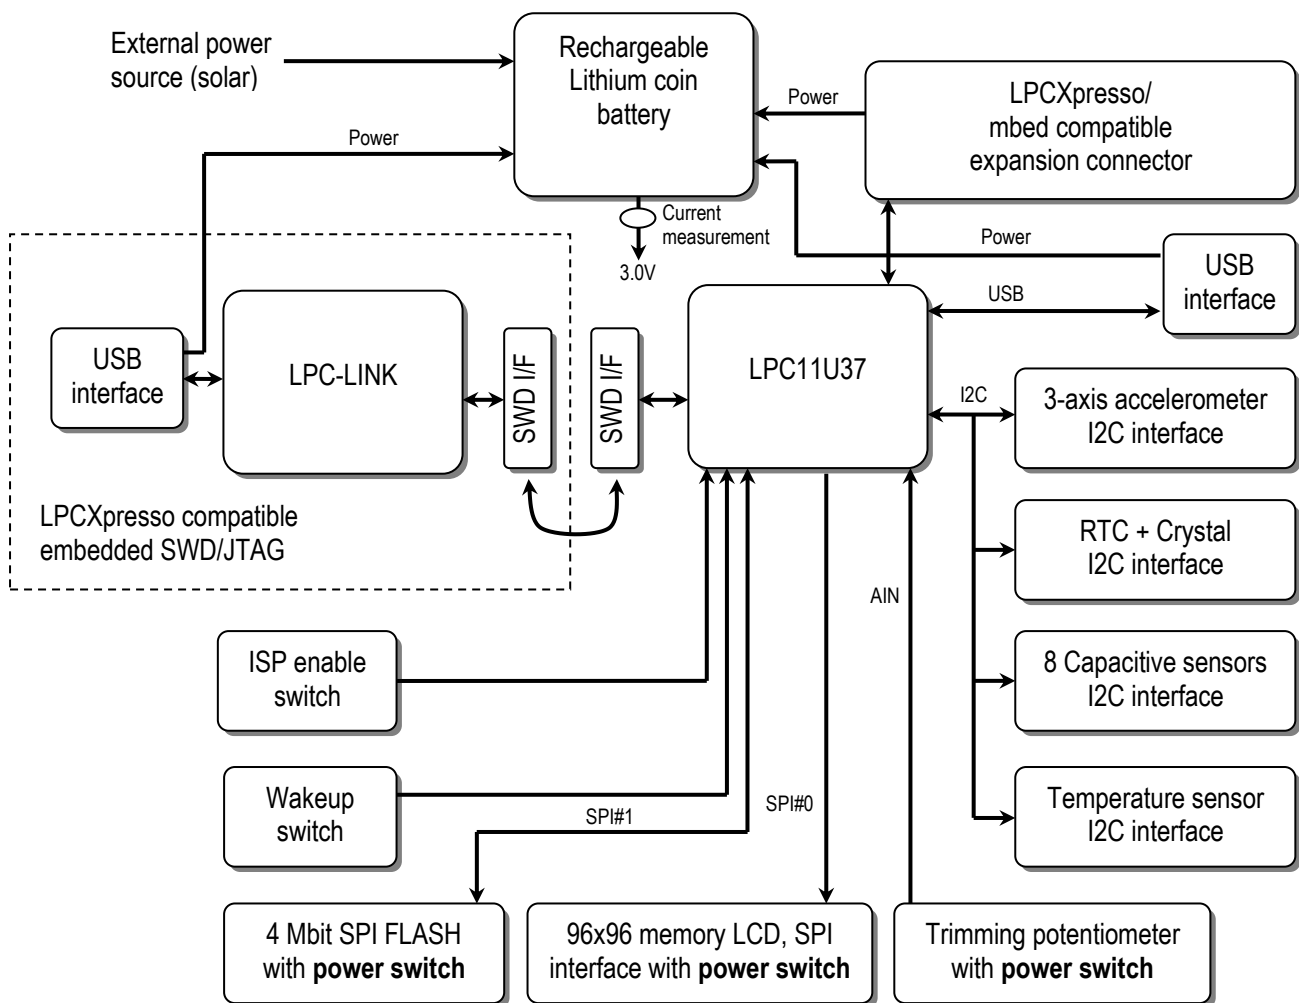 External power
source (solar)
Rechargeable
Lithium coin
battery
Power
LPCXpresso/
mbed compatible
expansion connector
Power
Current
measurement
3.0V
Power
USB
interface
USB
USB
interface
LPC-LINK
SWD I/F
SWD I/F
LPC11U37
I2C
3-axis accelerometer
I2C interface
LPCXpresso compatible
embedded SWD/JTAG
RTC + Crystal
I2C interface
AIN
ISP enable
switch
8 Capacitive sensors
I2C interface
Wakeup
switch
SPI#1
SPI#0
Temperature sensor
I2C interface
4 Mbit SPI FLASH
with power switch
96x96 memory LCD, SPI
interface with power switch
Trimming potentiometer
with power switch